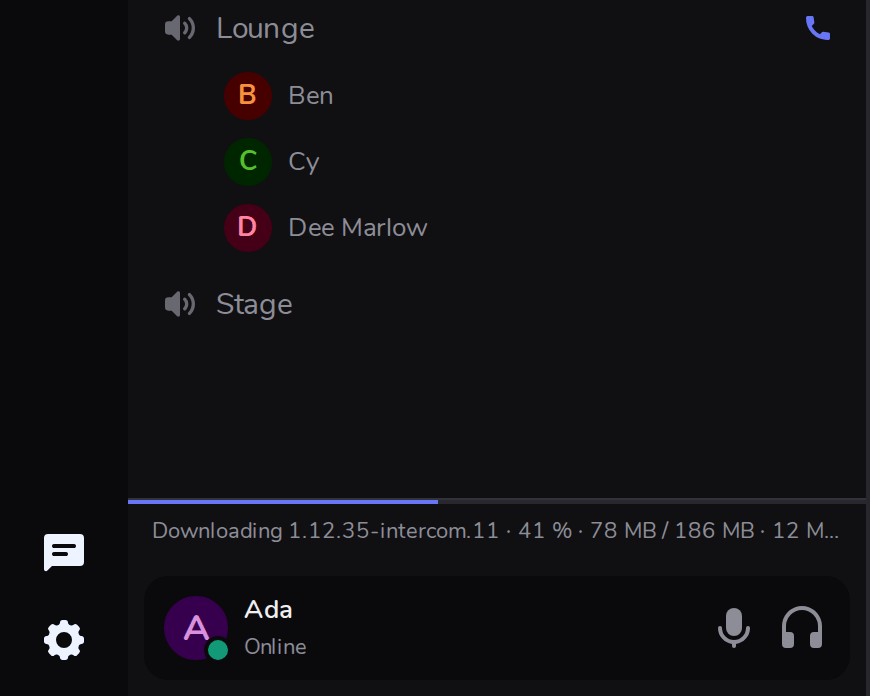 Lounge
B Ben
C Cy
D Dee Marlow
Stage
Downloading 1.12.35-intercom.11 · 41 % · 78 MB / 186 MB · 12 M…
A Ada
Online